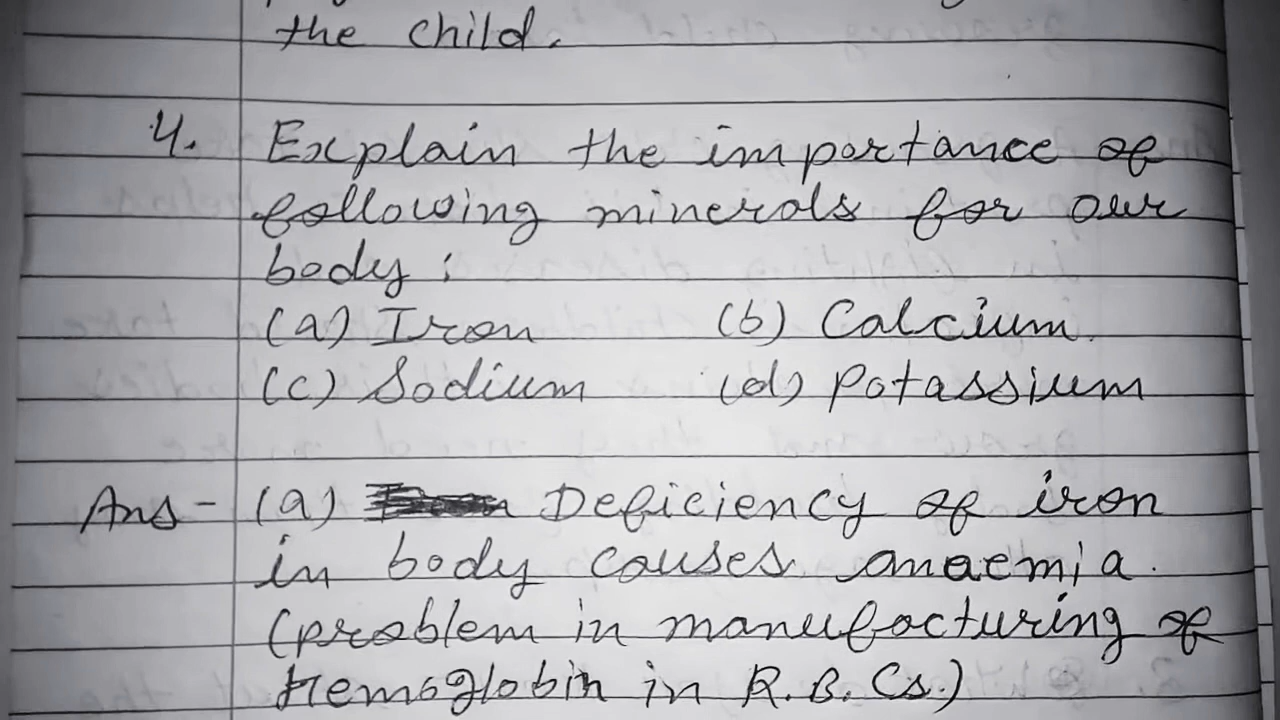 the child.
4. Explain the importance of
following minerals for our
body :
(a) Iron (b) Calcium.
(c) Sodium (d) Potassium
Ans - (a) Deficiency of iron
in body causes anaemia.
(problem in manufacturing of
Hemoglobin in R.B.Cs.)